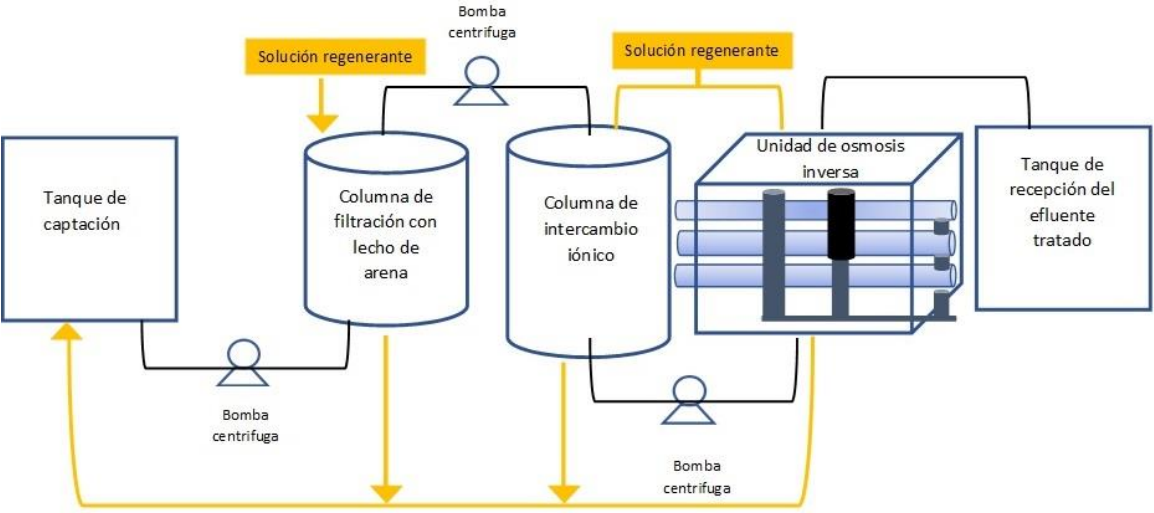 Bomba
centrifuga
Solución regenerante
Solución regenerante
Tanque de
captación
Columna de
filtración con
lecho de
arena
Columna de
intercambio
iónico
Unidad de osmosis
inversa
Tanque de
recepción del
efluente
tratado
Bomba
centrifuga
Bomba
centrifuga